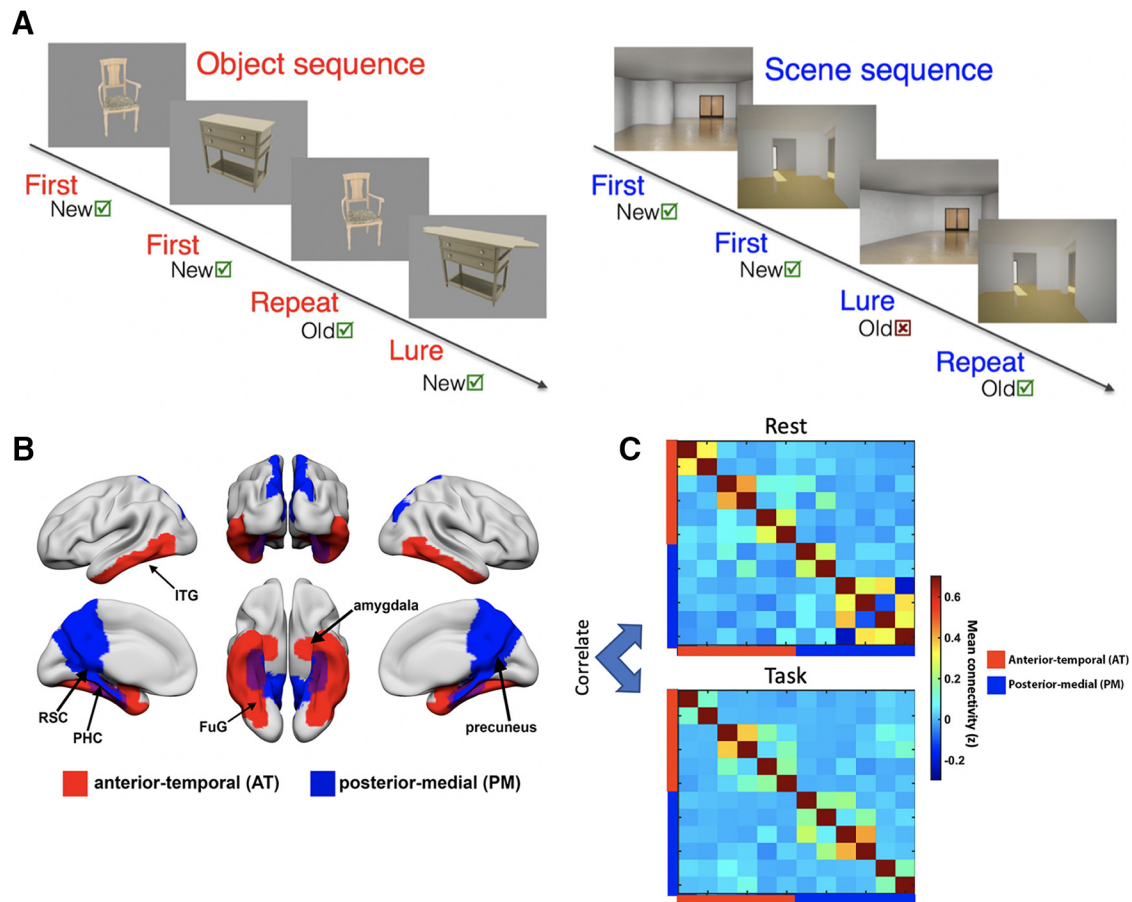 A
Object sequence
First
New
First
New
Repeat
Old
Lure
New
Scene sequence
First
New
First
New
Lure
Old
Repeat
Old
B
ITG
amygdala
RSC
PHC
FuG
precuneus
anterior-temporal (AT)
posterior-medial (PM)
C
Rest
Correlate
Task
0.6
0.4
0.2
0
-0.2
Mean connectivity (z)
Anterior-temporal (AT)
Posterior-medial (PM)